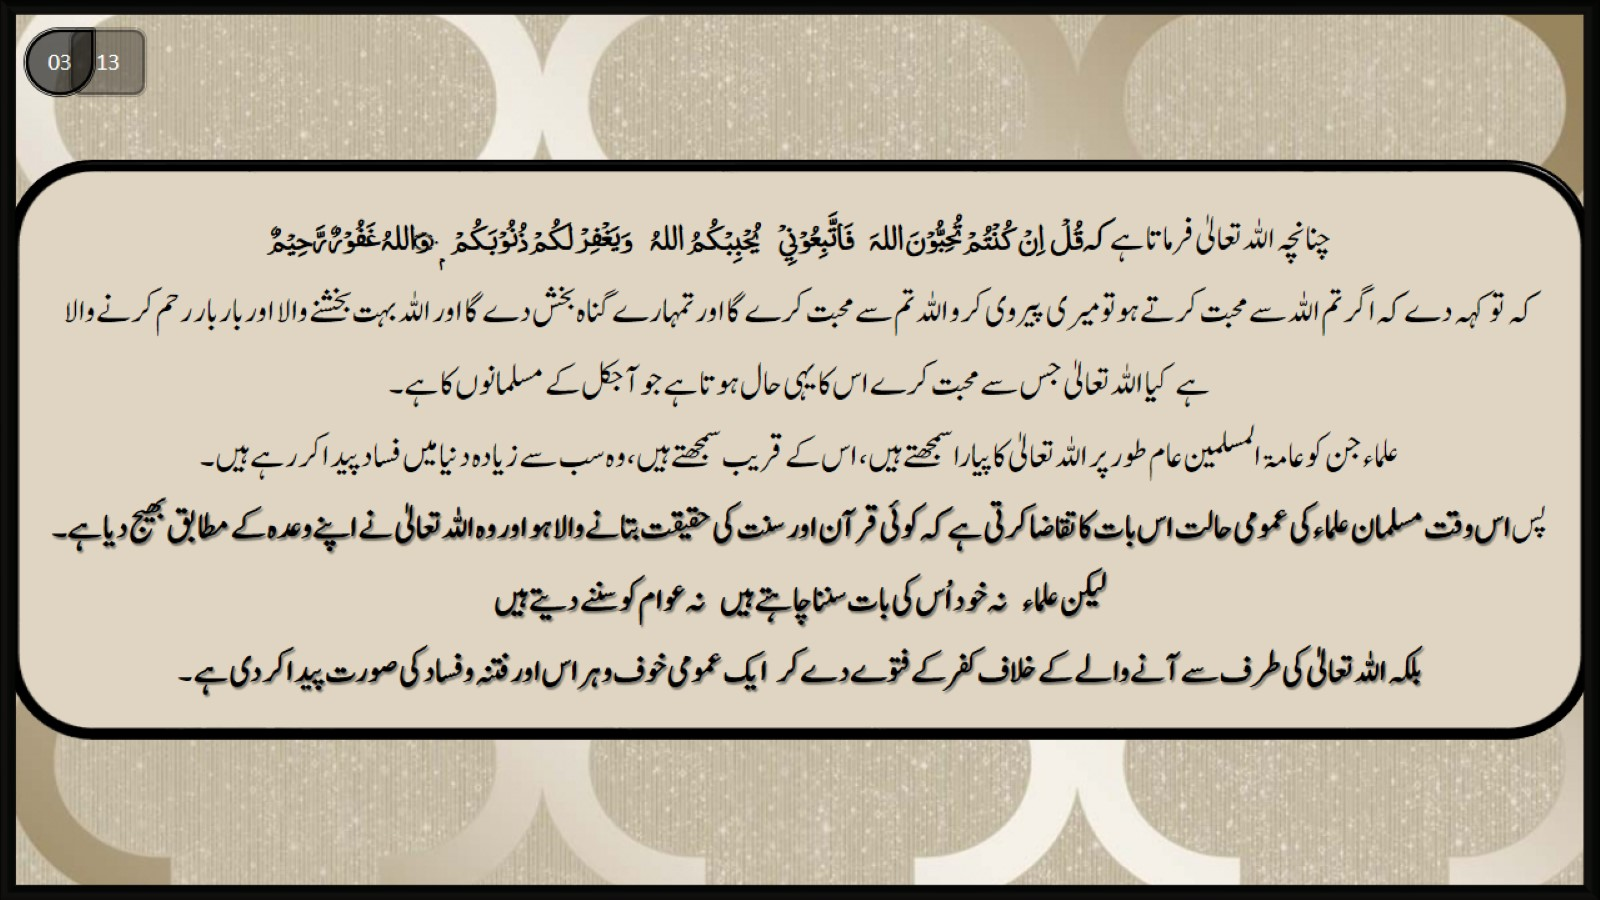 03 13
چنانچہ اللہ تعالیٰ فرماتا ہے کہ قُلْ اِنْ كُنْتُمْ تُحِبُّوْنَ اللہَ فَاتَّبِعُوْنِيْ يُحْبِبْكُمُ اللہُ وَيَغْفِرْ لَكُمْ ذُنُوْبَكُمْ ۭوَاللہُ غَفُوْرٌ رَّحِيْمٌ
کہ تو کہہ دے کہ اگر تم اللہ سے محبت کرتے ہو تو میری پیروی کرو اللہ تم سے محبت کرے گا اور تمہارے گناہ بخش دے گا اور اللہ بہت بخشنے والا اور بار بار رحم کرنے والا
ہے کیا اللہ تعالیٰ جس سے محبت کرے اس کا یہی حال ہوتا ہے جو آجکل کے مسلمانوں کا ہے۔
علماء جن کو عامۃ المسلمین عام طور پر اللہ تعالیٰ کا پیارا سمجھتے ہیں، اس کے قریب سمجھتے ہیں، وہ سب سے زیادہ دنیا میں فساد پیدا کر رہے ہیں۔
پس اس وقت مسلمان علماء کی عمومی حالت اس بات کا تقاضا کرتی ہے کہ کوئی قرآن اور سنت کی حقیقت بتانے والا ہو اور وہ اللہ تعالیٰ نے اپنے وعدہ کے مطابق بھیج دیا ہے۔
لیکن علماء نہ خود اُس کی بات سننا چاہتے ہیں نہ عوام کو سننے دیتے ہیں
بلکہ اللہ تعالیٰ کی طرف سے آنے والے کے خلاف کفر کے فتوے دے کر ایک عمومی خوف و ہراس اور فتنہ و فساد کی صورت پیدا کر دی ہے۔